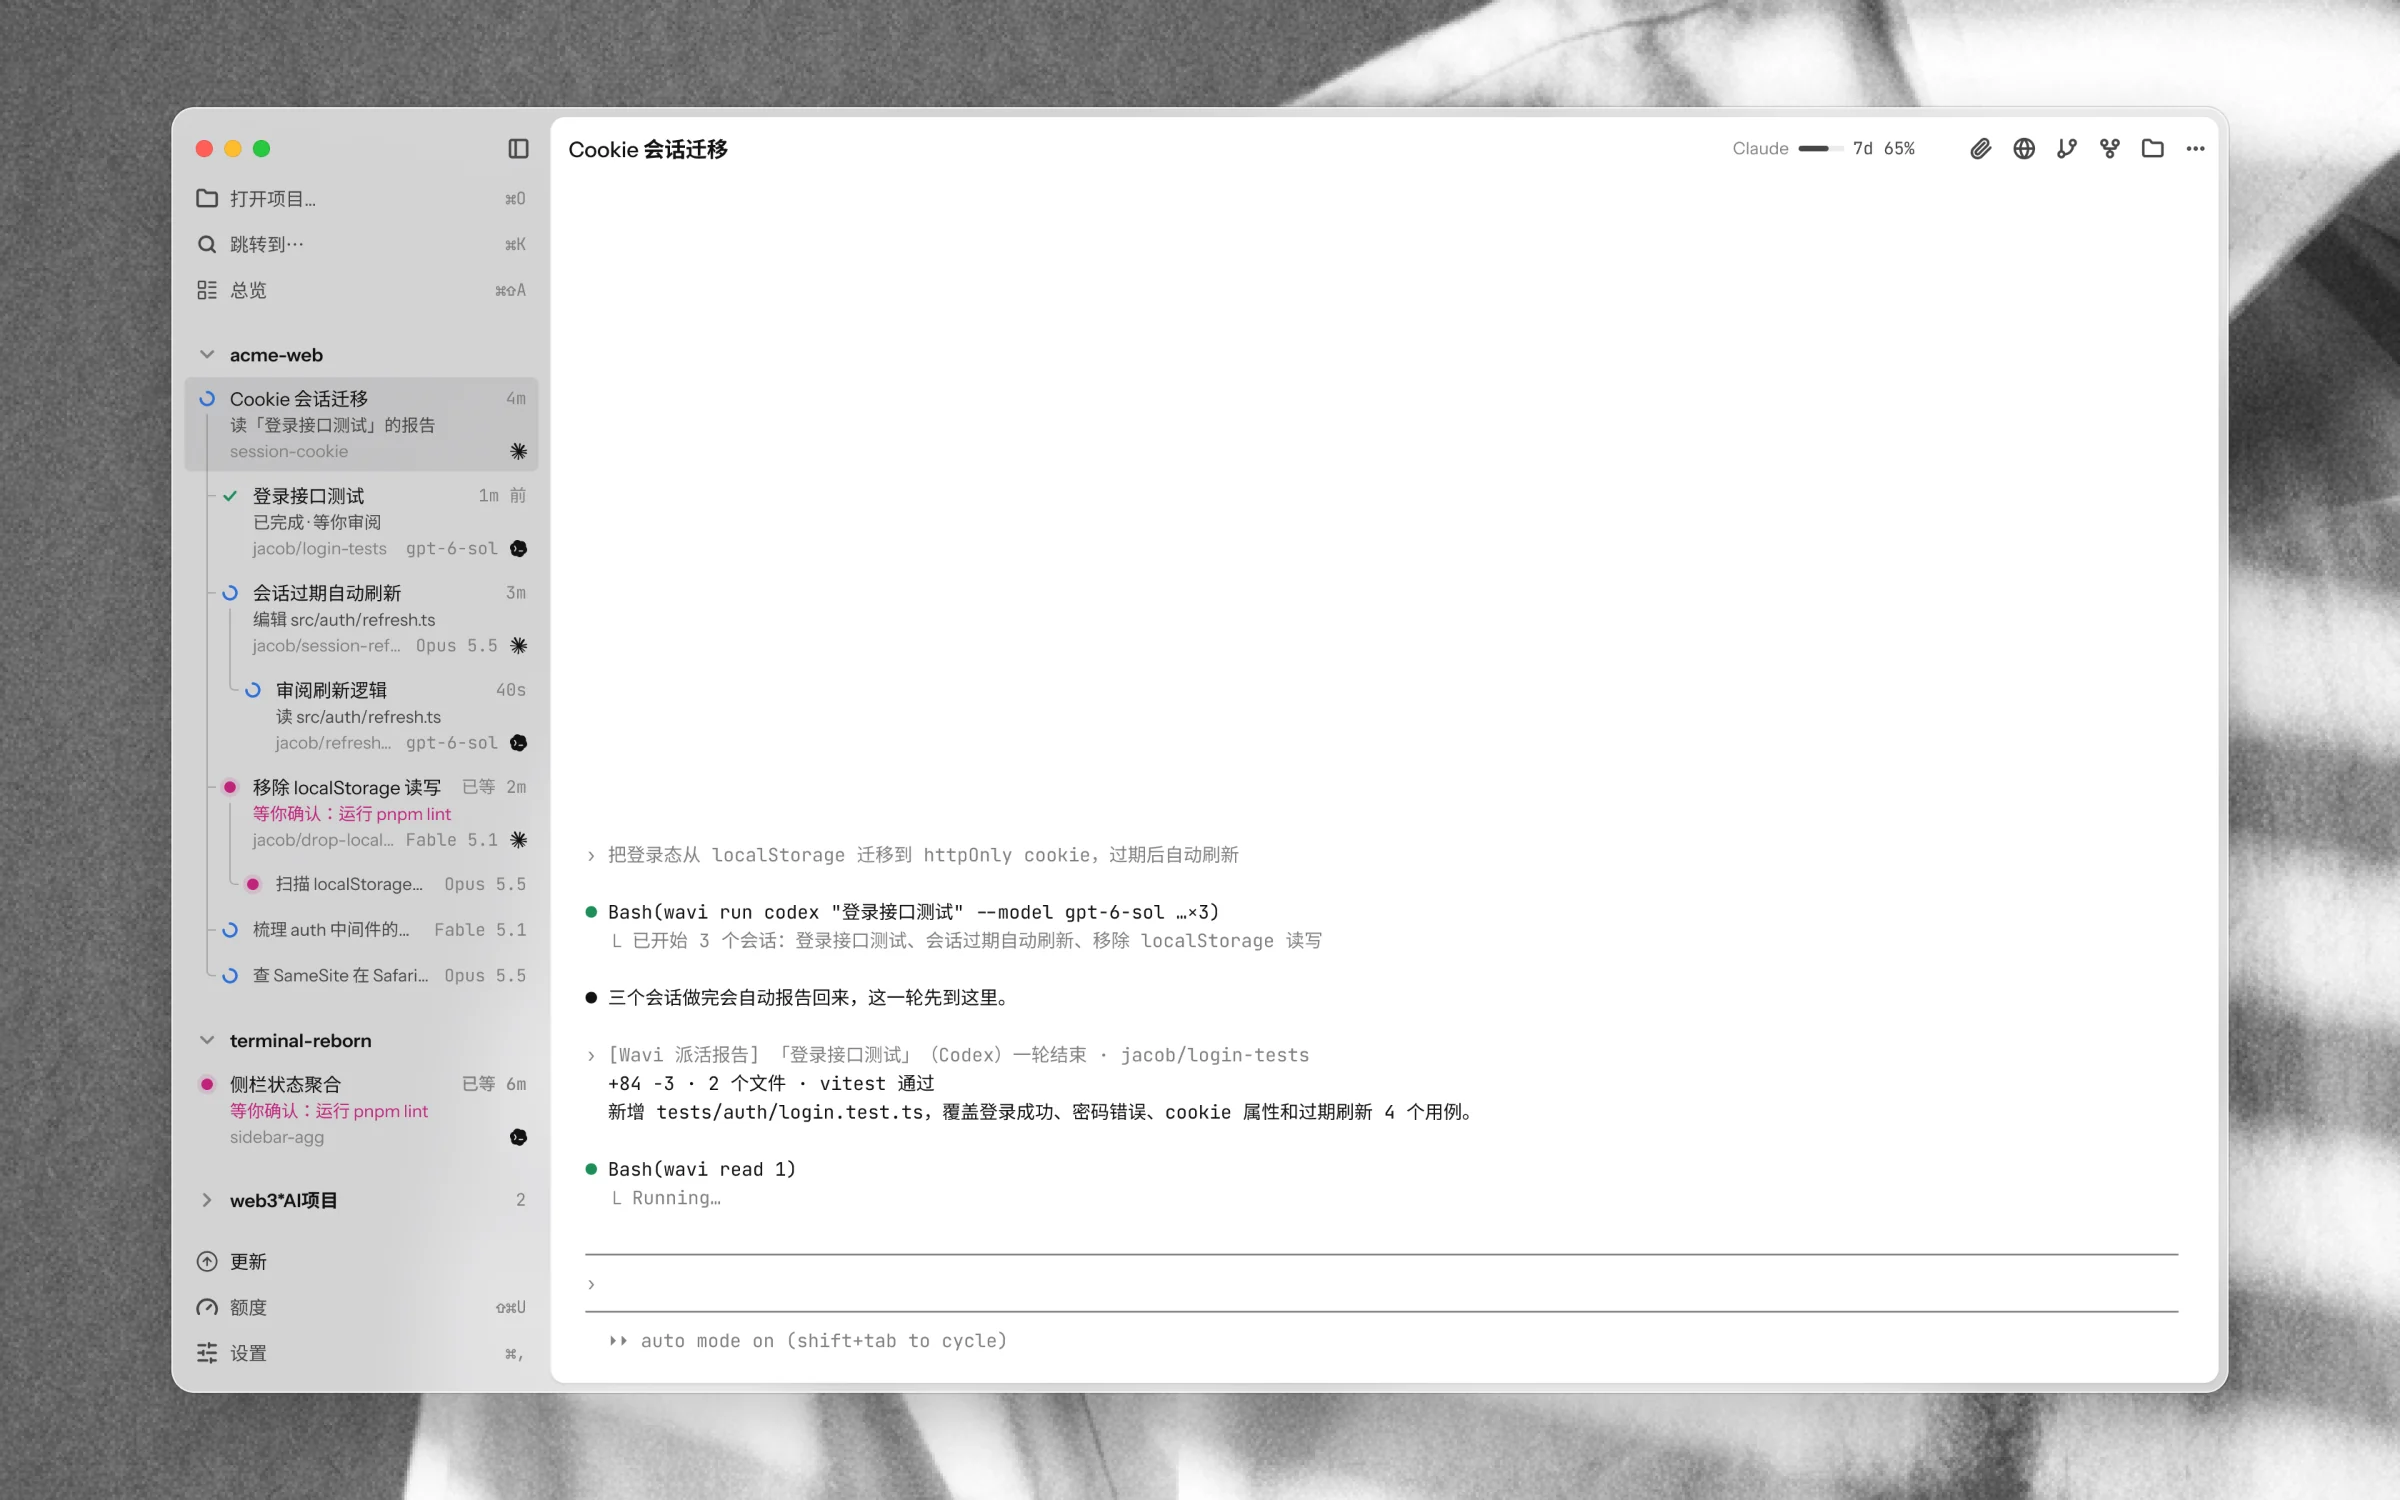 打开项目… ⌘O
跳转到… ⌘K
总览 ⌘⇧A
acme-web
Cookie 会话迁移 4m
读「登录接口测试」的报告
session-cookie
登录接口测试 1m 前
已完成·等你审阅
jacob/login-tests gpt-6-sol
会话过期自动刷新 3m
编辑 src/auth/refresh.ts
jacob/session-ref… Opus 5.5
审阅刷新逻辑 40s
读 src/auth/refresh.ts
jacob/refresh… gpt-6-sol
移除 localStorage 读写 已等 2m
等你确认：运行 pnpm lint
jacob/drop-local… Fable 5.1
扫描 localStorage… Opus 5.5
梳理 auth 中间件的… Fable 5.1
查 SameSite 在 Safari… Opus 5.5
terminal-reborn
侧栏状态聚合 已等 6m
等你确认：运行 pnpm lint
sidebar-agg
web3*AI项目 2
更新
额度 ⇧⌘U
设置 ⌘,
Cookie 会话迁移
Claude 7d 65%
› 把登录态从 localStorage 迁移到 httpOnly cookie，过期后自动刷新
● Bash(wavi run codex "登录接口测试" --model gpt-6-sol …×3)
└ 已开始 3 个会话：登录接口测试、会话过期自动刷新、移除 localStorage 读写
● 三个会话做完会自动报告回来，这一轮先到这里。
› [Wavi 派活报告] 「登录接口测试」（Codex）一轮结束 · jacob/login-tests
+84 -3 · 2 个文件 · vitest 通过
新增 tests/auth/login.test.ts，覆盖登录成功、密码错误、cookie 属性和过期刷新 4 个用例。
● Bash(wavi read 1)
└ Running…
›
⏵⏵ auto mode on (shift+tab to cycle)